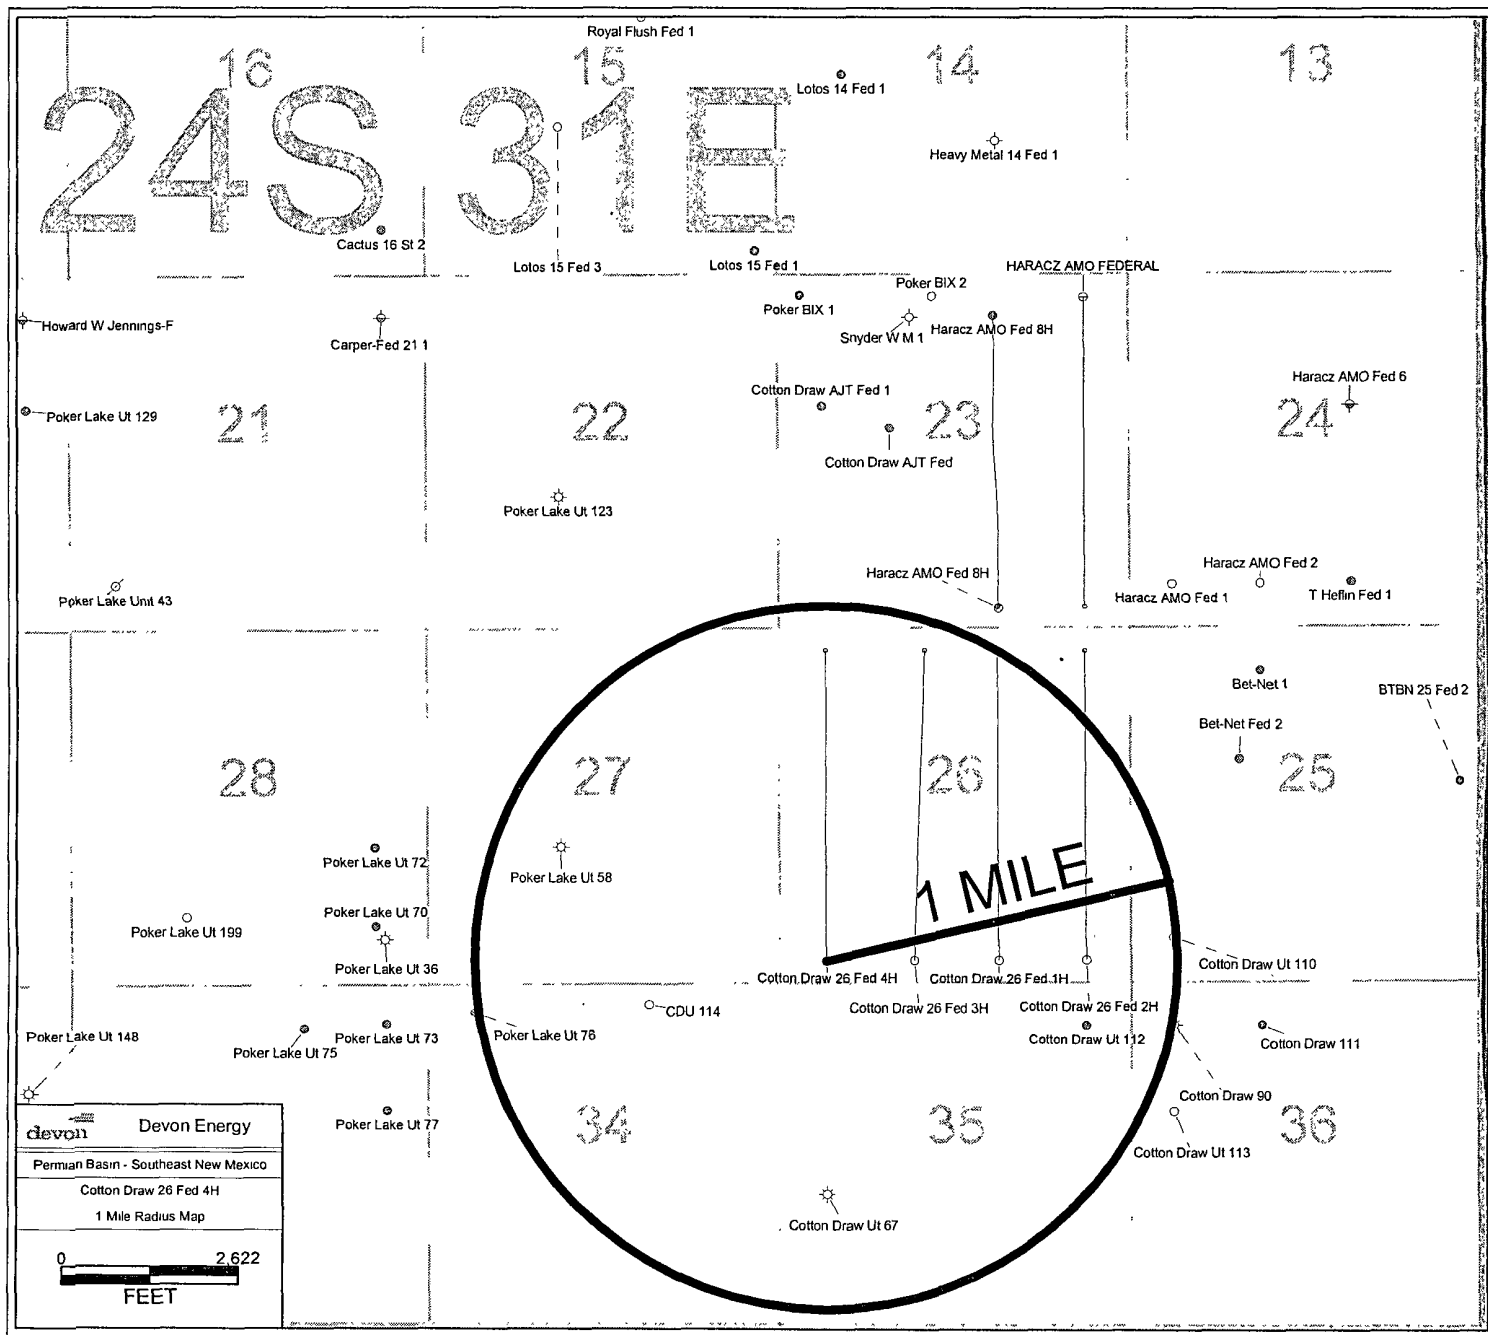 Royal Flush Fed 1
16
15
14
13
Lotos 14 Fed 1
24S 31E
Heavy Metal 14 Fed 1
Cactus 16 St 2
Lotos 15 Fed 3
Lotos 15 Fed 1
HARACZ AMO FEDERAL
Poker BIX 2
Poker BIX 1
Howard W Jennings-F
Carper-Fed 21 1
Snyder W M 1
Haracz AMO Fed 8H
Haracz AMO Fed 6
Cotton Draw AJT Fed 1
Poker Lake Ut 129
21
22
23
24
Cotton Draw AJT Fed
Poker Lake Ut 123
Haracz AMO Fed 8H
Haracz AMO Fed 2
Poker Lake Unit 43
Haracz AMO Fed 1
T Heflin Fed 1
Bet-Net 1
BTBN 25 Fed 2
Bet-Net Fed 2
28
27
26
25
Poker Lake Ut 72
Poker Lake Ut 58
1 MILE
Poker Lake Ut 70
Poker Lake Ut 199
Poker Lake Ut 36
Cotton Draw Ut 110
Cotton Draw 26 Fed 4H
Cotton Draw 26 Fed 1H
Cotton Draw 26 Fed 3H
Cotton Draw 26 Fed 2H
CDU 114
Poker Lake Ut 148
Poker Lake Ut 75
Poker Lake Ut 73
Poker Lake Ut 76
Cotton Draw Ut 112
Cotton Draw 111
Cotton Draw 90
Poker Lake Ut 77
34
35
36
Cotton Draw Ut 113
Cotton Draw Ut 67
devon
Devon Energy
Permian Basin - Southeast New Mexico
Cotton Draw 26 Fed 4H
1 Mile Radius Map
0 2,622
FEET